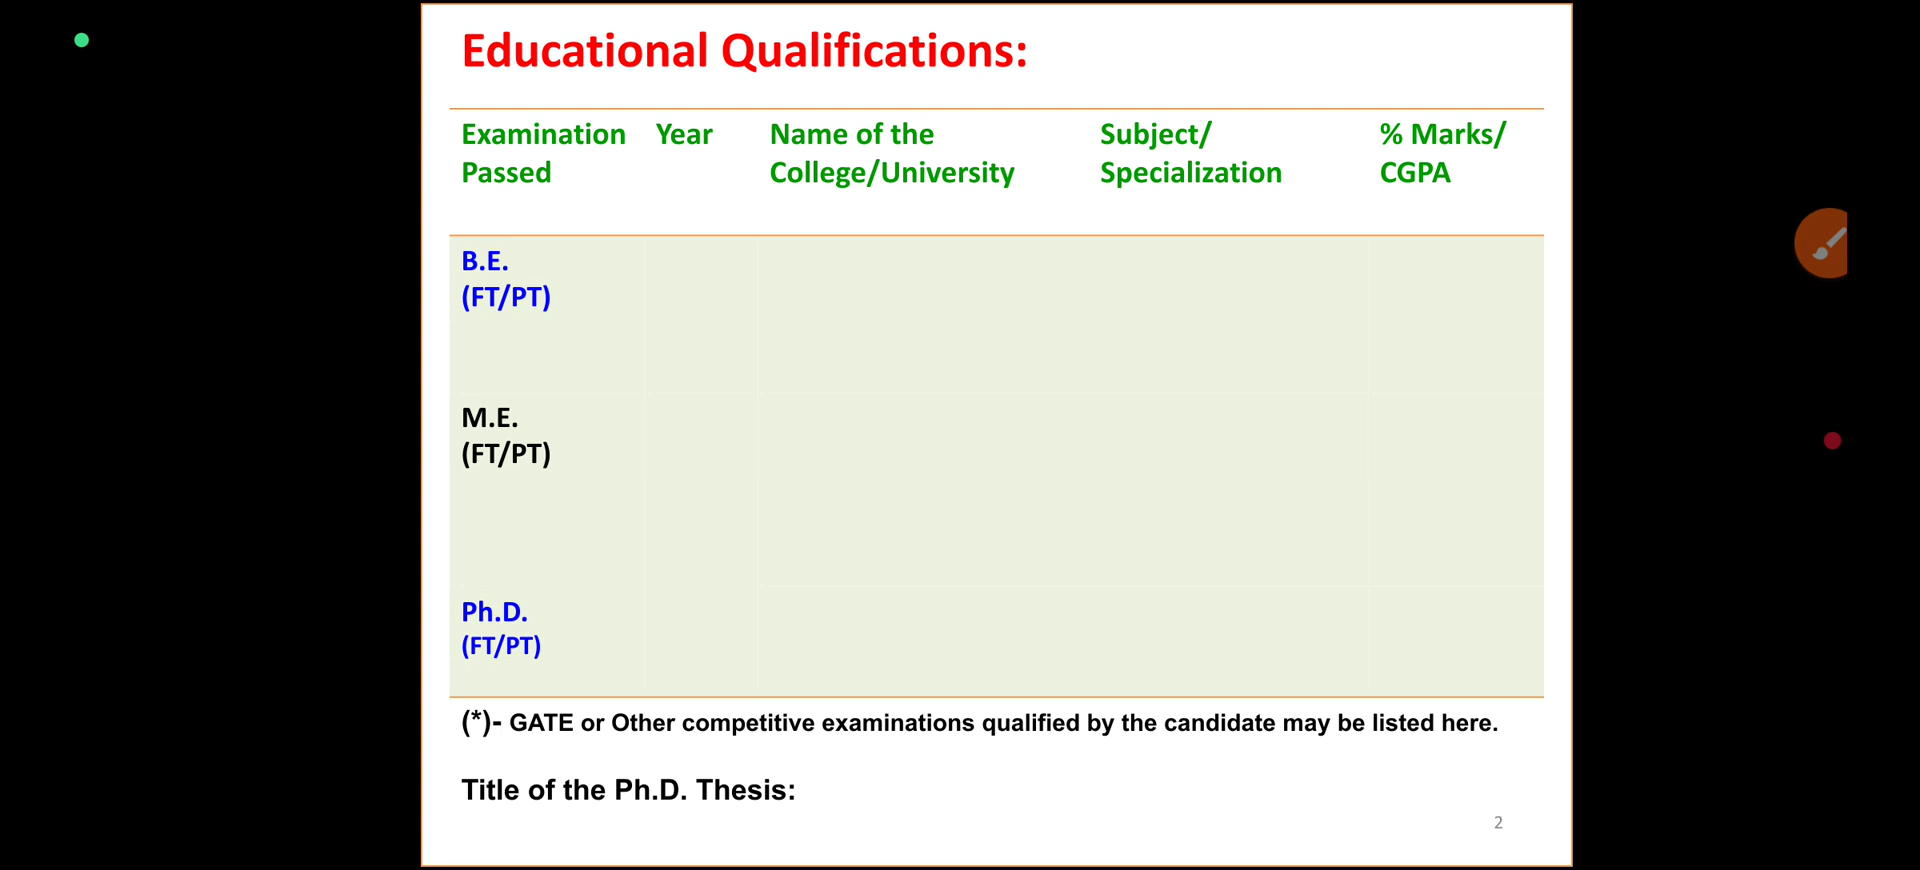 Educational Qualifications:
Examination Passed	Year	Name of the College/University	Subject/ Specialization	% Marks/ CGPA
B.E.
(FT/PT)
M.E.
(FT/PT)
Ph.D.
(FT/PT)
(*)- GATE or Other competitive examinations qualified by the candidate may be listed here.
Title of the Ph.D. Thesis:
2